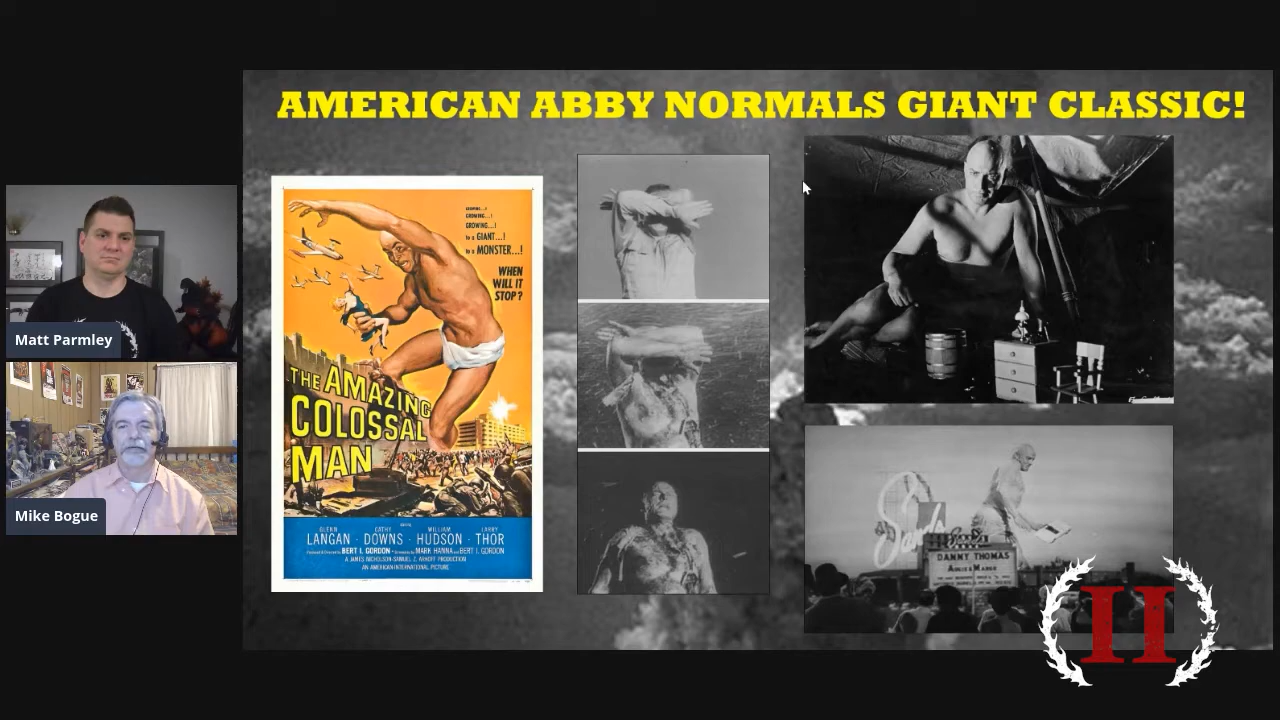 AMERICAN ABBY NORMALS GIANT CLASSIC!
GROWING...!
GROWING...!
GROWING...!
to a GIANT...!
to a MONSTER...!
WHEN
WILL IT
STOP?
THE AMAZING
COLOSSAL
MAN
GLENN CATHY WILLIAM LARRY
LANGAN · DOWNS · HUDSON · THOR
BERT I. GORDON MARK HANNA and BERT I. GORDON
A JAMES NICHOLSON-SAMUEL Z. ARKOFF PRODUCTION
AN AMERICAN INTERNATIONAL PICTURE
Matt Parmley
Mike Bogue
Sands
DANNY THOMAS
II